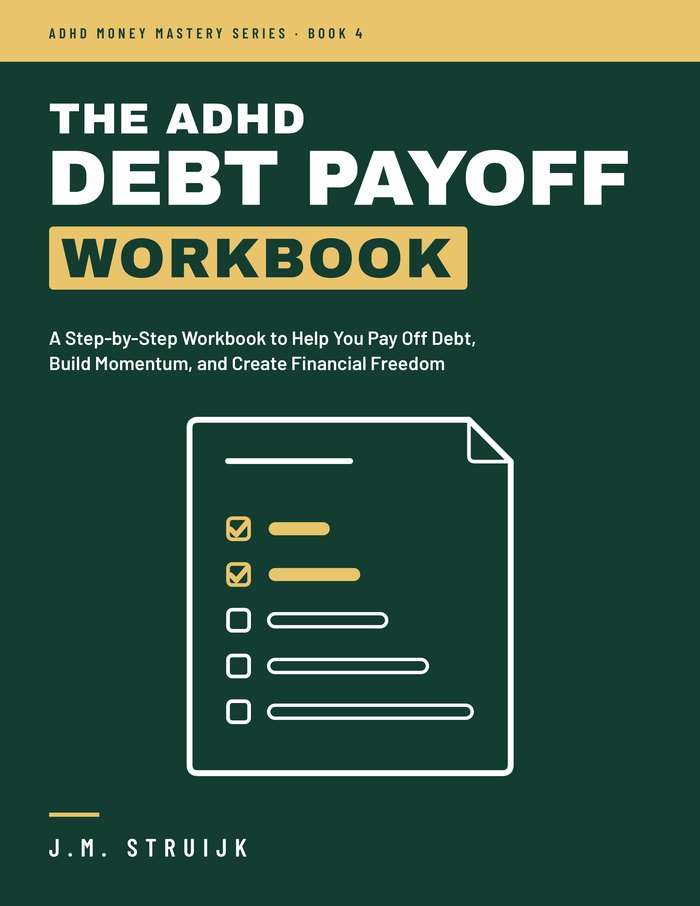 ADHD MONEY MASTERY SERIES · BOOK 4
THE ADHD
DEBT PAYOFF
WORKBOOK
A Step-by-Step Workbook to Help You Pay Off Debt,
Build Momentum, and Create Financial Freedom
J.M. STRUIJK